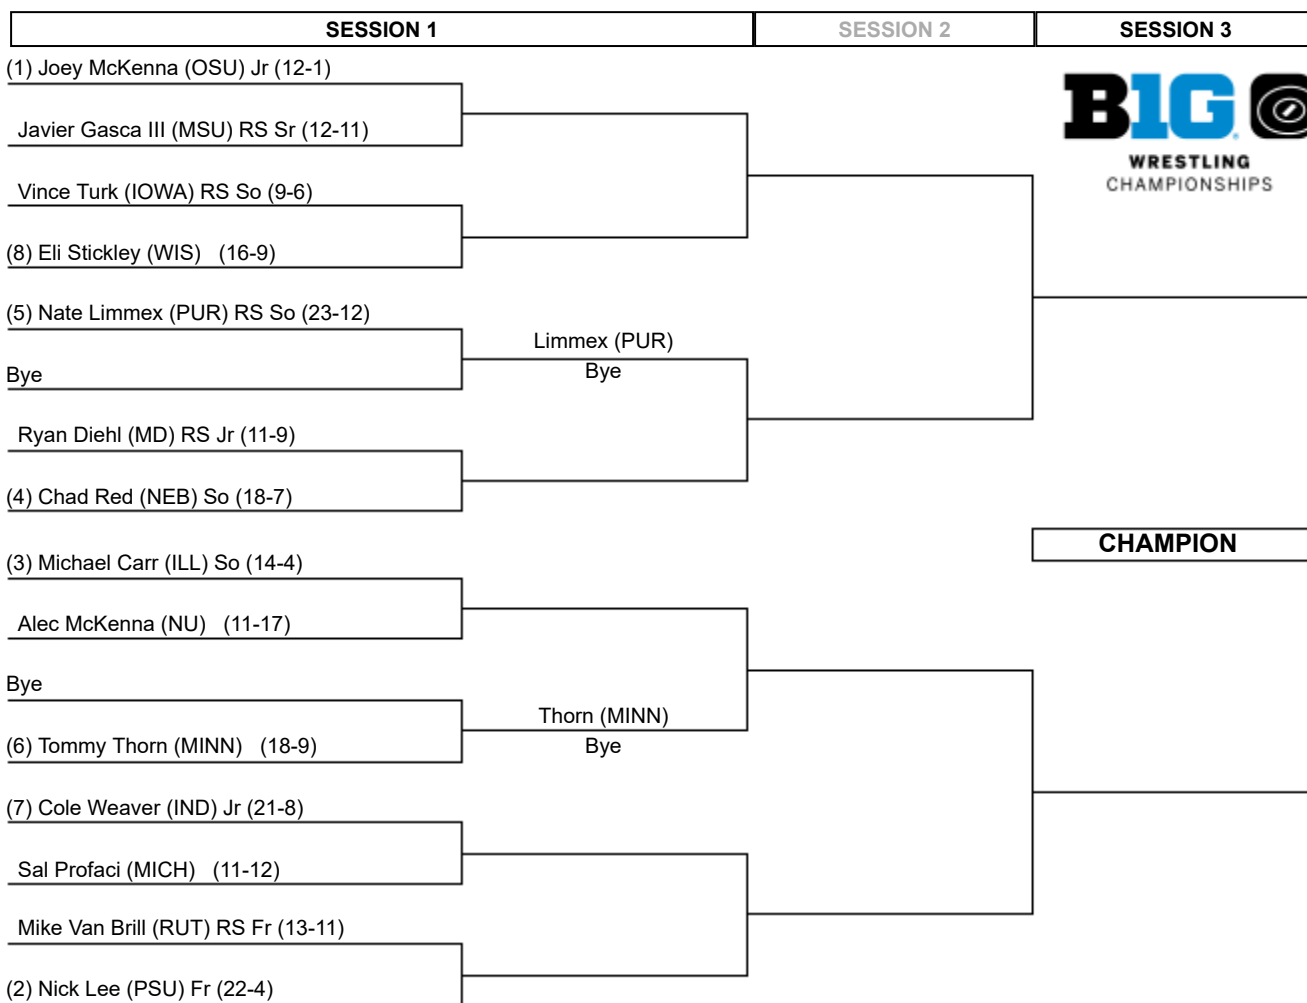 SESSION 1
SESSION 2
SESSION 3
(1) Joey McKenna (OSU) Jr (12-1)
Javier Gasca III (MSU) RS Sr (12-11)
Vince Turk (IOWA) RS So (9-6)
(8) Eli Stickley (WIS) (16-9)
(5) Nate Limmex (PUR) RS So (23-12)
Limmex (PUR)
Bye
Bye
Ryan Diehl (MD) RS Jr (11-9)
(4) Chad Red (NEB) So (18-7)
(3) Michael Carr (ILL) So (14-4)
Alec McKenna (NU) (11-17)
Bye
Thorn (MINN)
Bye
(6) Tommy Thorn (MINN) (18-9)
(7) Cole Weaver (IND) Jr (21-8)
Sal Profaci (MICH) (11-12)
Mike Van Brill (RUT) RS Fr (13-11)
(2) Nick Lee (PSU) Fr (22-4)
B1G
WRESTLING
CHAMPIONSHIPS
CHAMPION